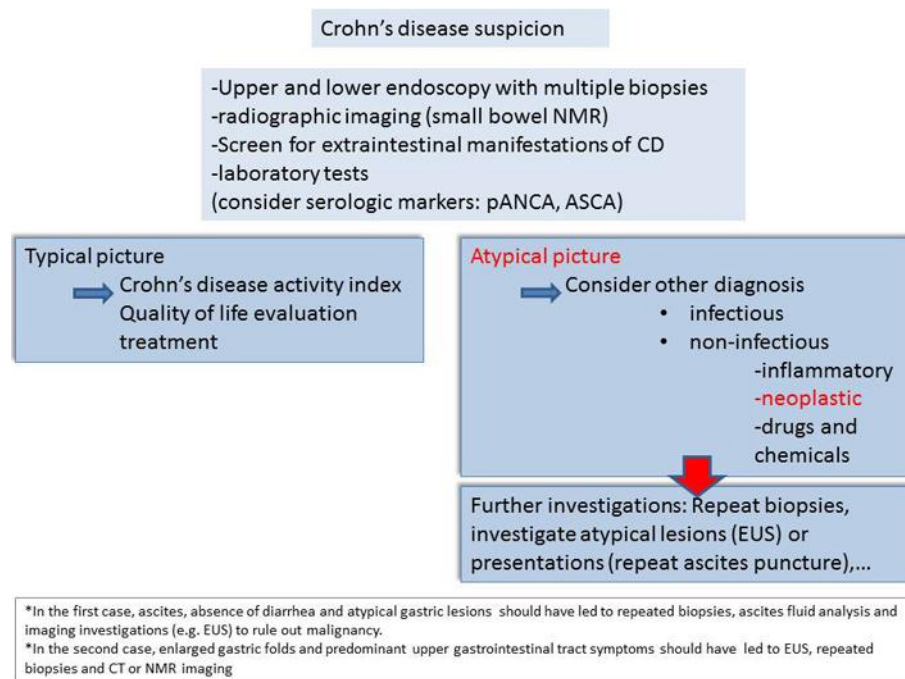 Crohn's disease suspicion
-Upper and lower endoscopy with multiple biopsies
-radiographic imaging (small bowel NMR)
-Screen for extraintestinal manifestations of CD
-laboratory tests
(consider serologic markers: pANCA, ASCA)
Typical picture
Crohn's disease activity index
Quality of life evaluation
treatment
Atypical picture
Consider other diagnosis
• infectious
• non-infectious
-inflammatory
-neoplastic
-drugs and
chemicals
Further investigations: Repeat biopsies,
investigate atypical lesions (EUS) or
presentations (repeat ascites puncture),...
*In the first case, ascites, absence of diarrhea and atypical gastric lesions should have led to repeated biopsies, ascites fluid analysis and
imaging investigations (e.g. EUS) to rule out malignancy.
*In the second case, enlarged gastric folds and predominant upper gastrointestinal tract symptoms should have led to EUS, repeated
biopsies and CT or NMR imaging